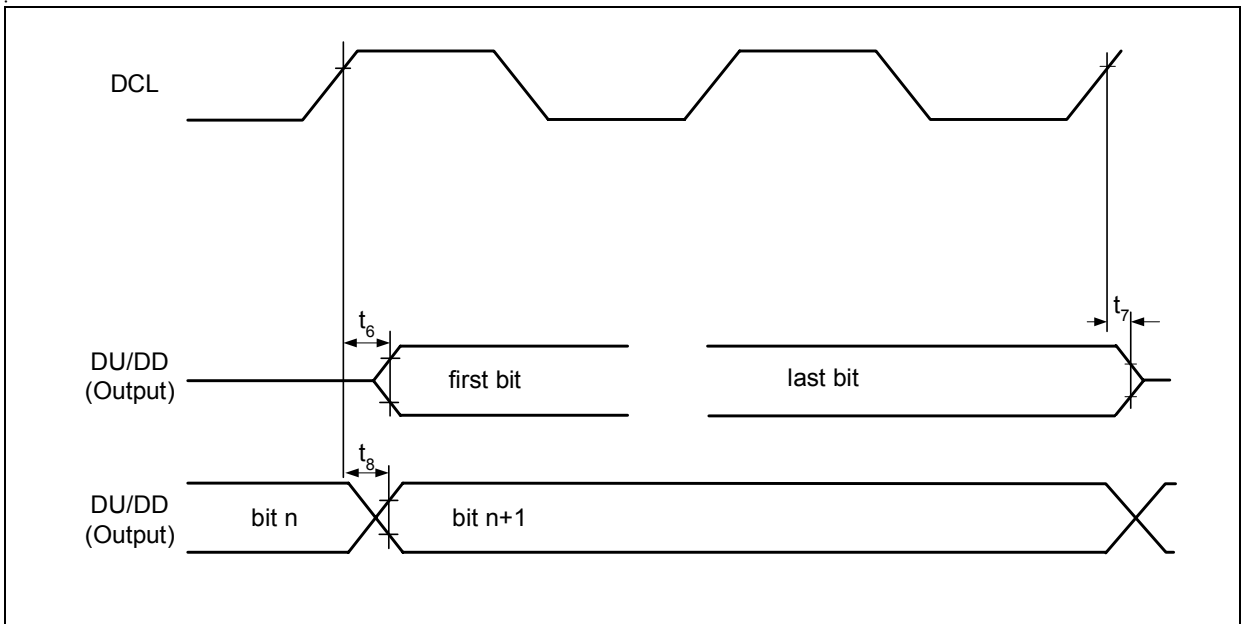 DCL
t6
t7
DU/DD
(Output)
first bit
last bit
t8
DU/DD
(Output)
bit n
bit n+1